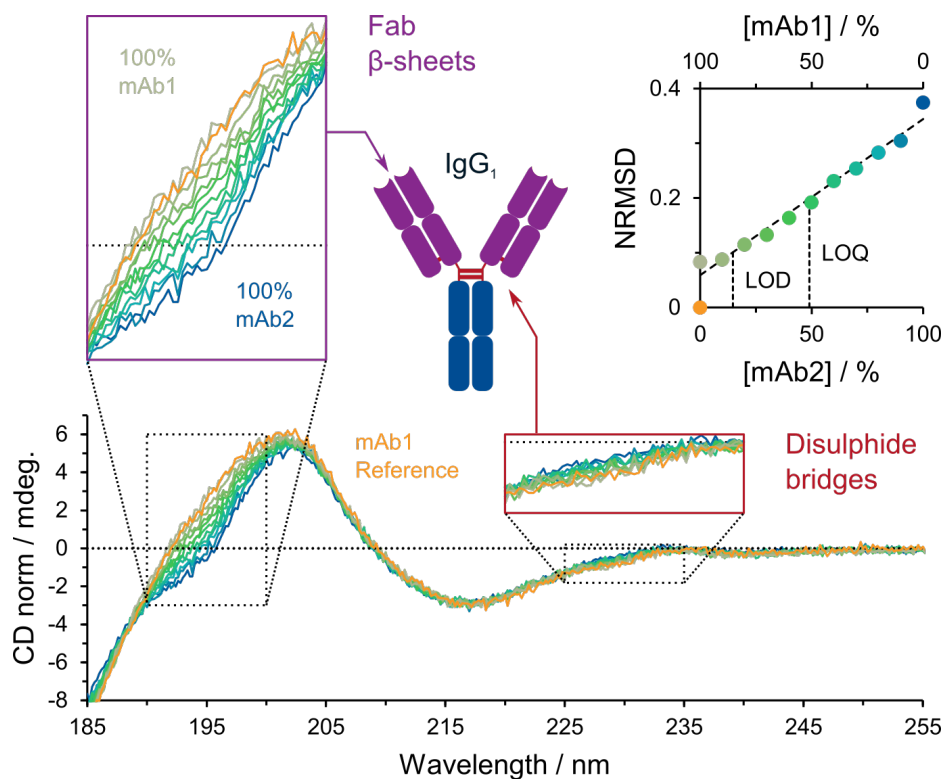 100%
mAb1
100%
mAb2
185
205
Fab
β-sheets
IgG₁
[mAb1] / %
100
50
0
0.4
0.2
0
NRMSD
LOD
LOQ
0
50
100
[mAb2] / %
mAb1
Reference
Disulphide
bridges
6
4
2
0
-2
-4
-6
-8
CD norm / mdeg.
185
195
205
215
225
235
245
255
Wavelength / nm